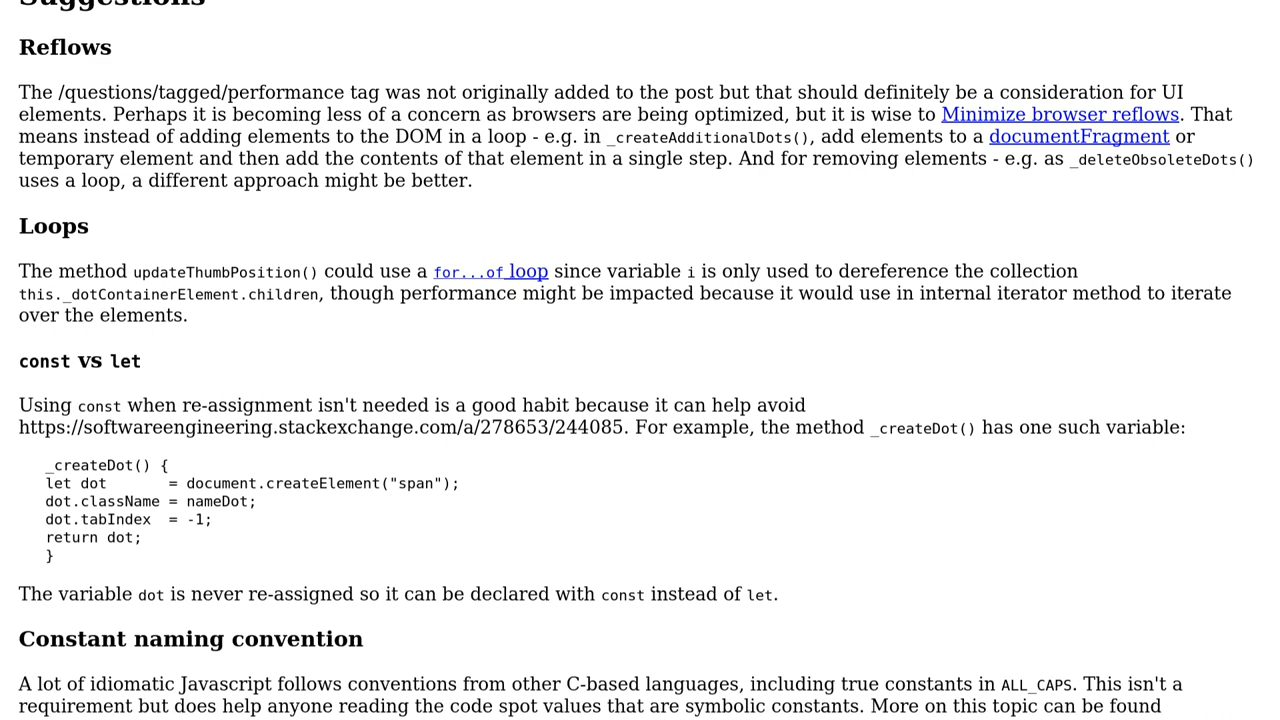 Suggestions
Reflows
The /questions/tagged/performance tag was not originally added to the post but that should definitely be a consideration for UI
elements. Perhaps it is becoming less of a concern as browsers are being optimized, but it is wise to Minimize browser reflows. That
means instead of adding elements to the DOM in a loop - e.g. in _createAdditionalDots(), add elements to a documentFragment or
temporary element and then add the contents of that element in a single step. And for removing elements - e.g. as _deleteObsoleteDots()
uses a loop, a different approach might be better.
Loops
The method updateThumbPosition() could use a for...of loop since variable i is only used to dereference the collection
this._dotContainerElement.children, though performance might be impacted because it would use in internal iterator method to iterate
over the elements.
const vs let
Using const when re-assignment isn't needed is a good habit because it can help avoid
https://softwareengineering.stackexchange.com/a/278653/244085. For example, the method _createDot() has one such variable:
_createDot() {
let dot       = document.createElement("span");
dot.className = nameDot;
dot.tabIndex  = -1;
return dot;
}
The variable dot is never re-assigned so it can be declared with const instead of let.
Constant naming convention
A lot of idiomatic Javascript follows conventions from other C-based languages, including true constants in ALL_CAPS. This isn't a
requirement but does help anyone reading the code spot values that are symbolic constants. More on this topic can be found